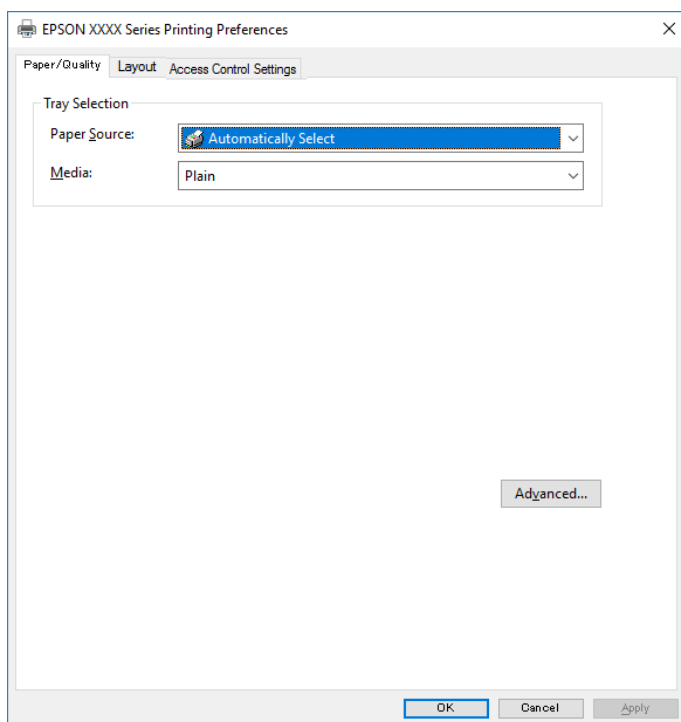 EPSON XXXX Series Printing Preferences
Paper/Quality Layout Access Control Settings
Tray Selection
Paper Source: Automatically Select
Media: Plain
Advanced...
OK Cancel Apply